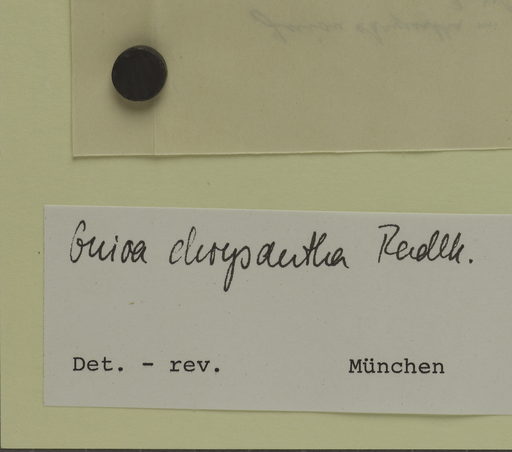 Guioa chrysantha Radlk.
Det. - rev. München